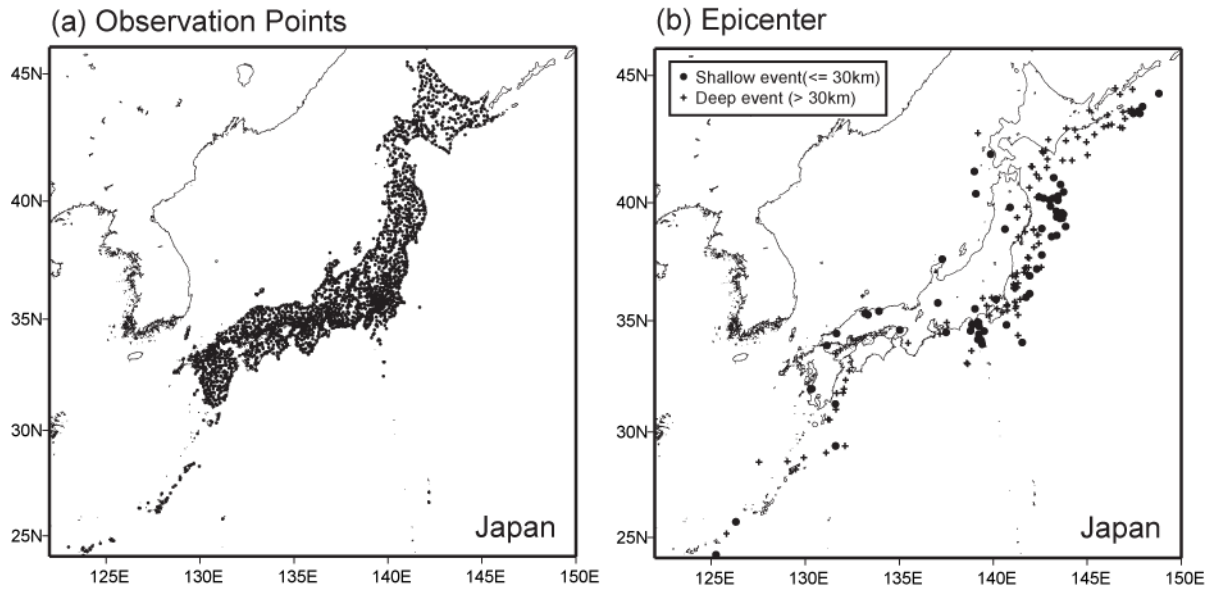 (a) Observation Points
45N
40N
35N
30N
25N
Japan
125E 130E 135E 140E 145E 150E
(b) Epicenter
Shallow event(<= 30km)
Deep event (> 30km)
45N
40N
35N
30N
25N
Japan
125E 130E 135E 140E 145E 150E